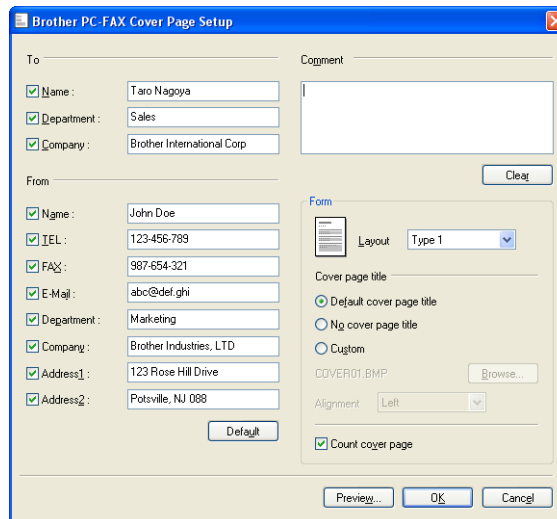 Brother PC-FAX Cover Page Setup
To
Name : Taro Nagoya
Department : Sales
Company : Brother International Corp
From
Name : John Doe
TEL : 123-456-789
FAX : 987-654-321
E-Mail : abc@def.ghi
Department : Marketing
Company : Brother Industries, LTD
Address1 : 123 Rose Hill Drive
Address2 : Potsville, NJ 088
Default
Comment
Clear
Form
Layout Type 1
Cover page title
Default cover page title
No cover page title
Custom
COVER01.BMP Browse...
Alignment Left
Count cover page
Preview... OK Cancel